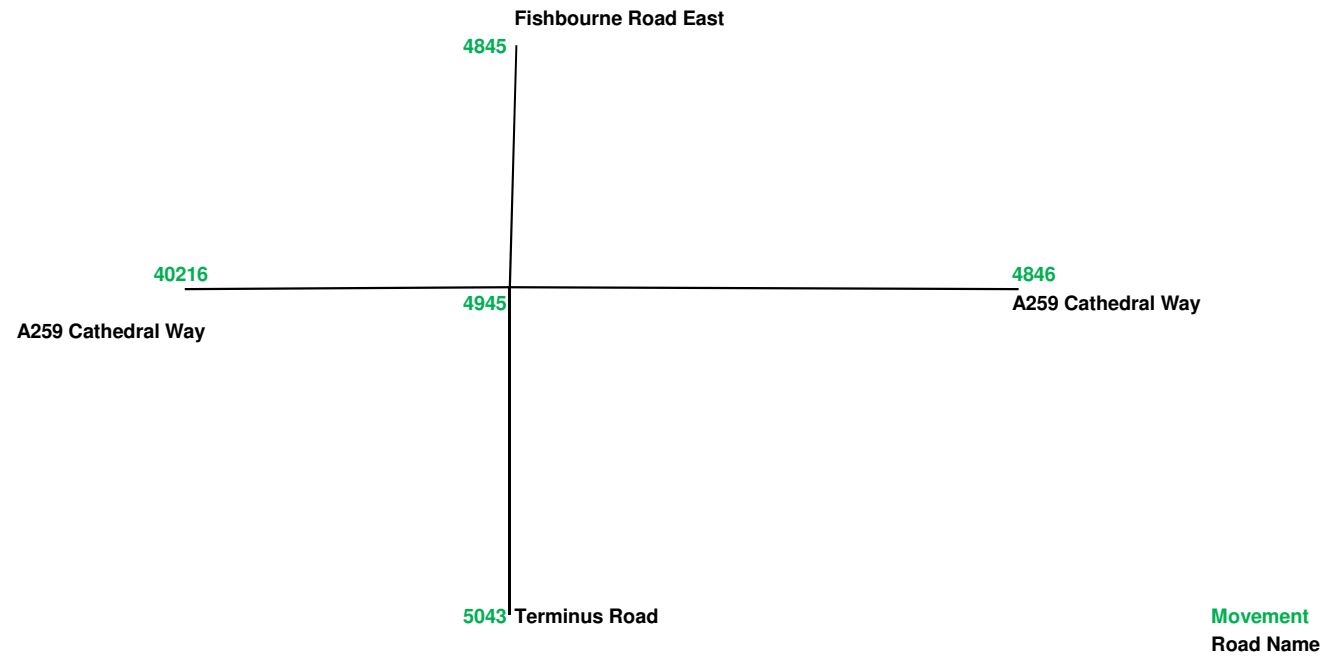 Fishbourne Road East
4845
40216
4846
4945
A259 Cathedral Way
A259 Cathedral Way
5043 Terminus Road
Movement
Road Name